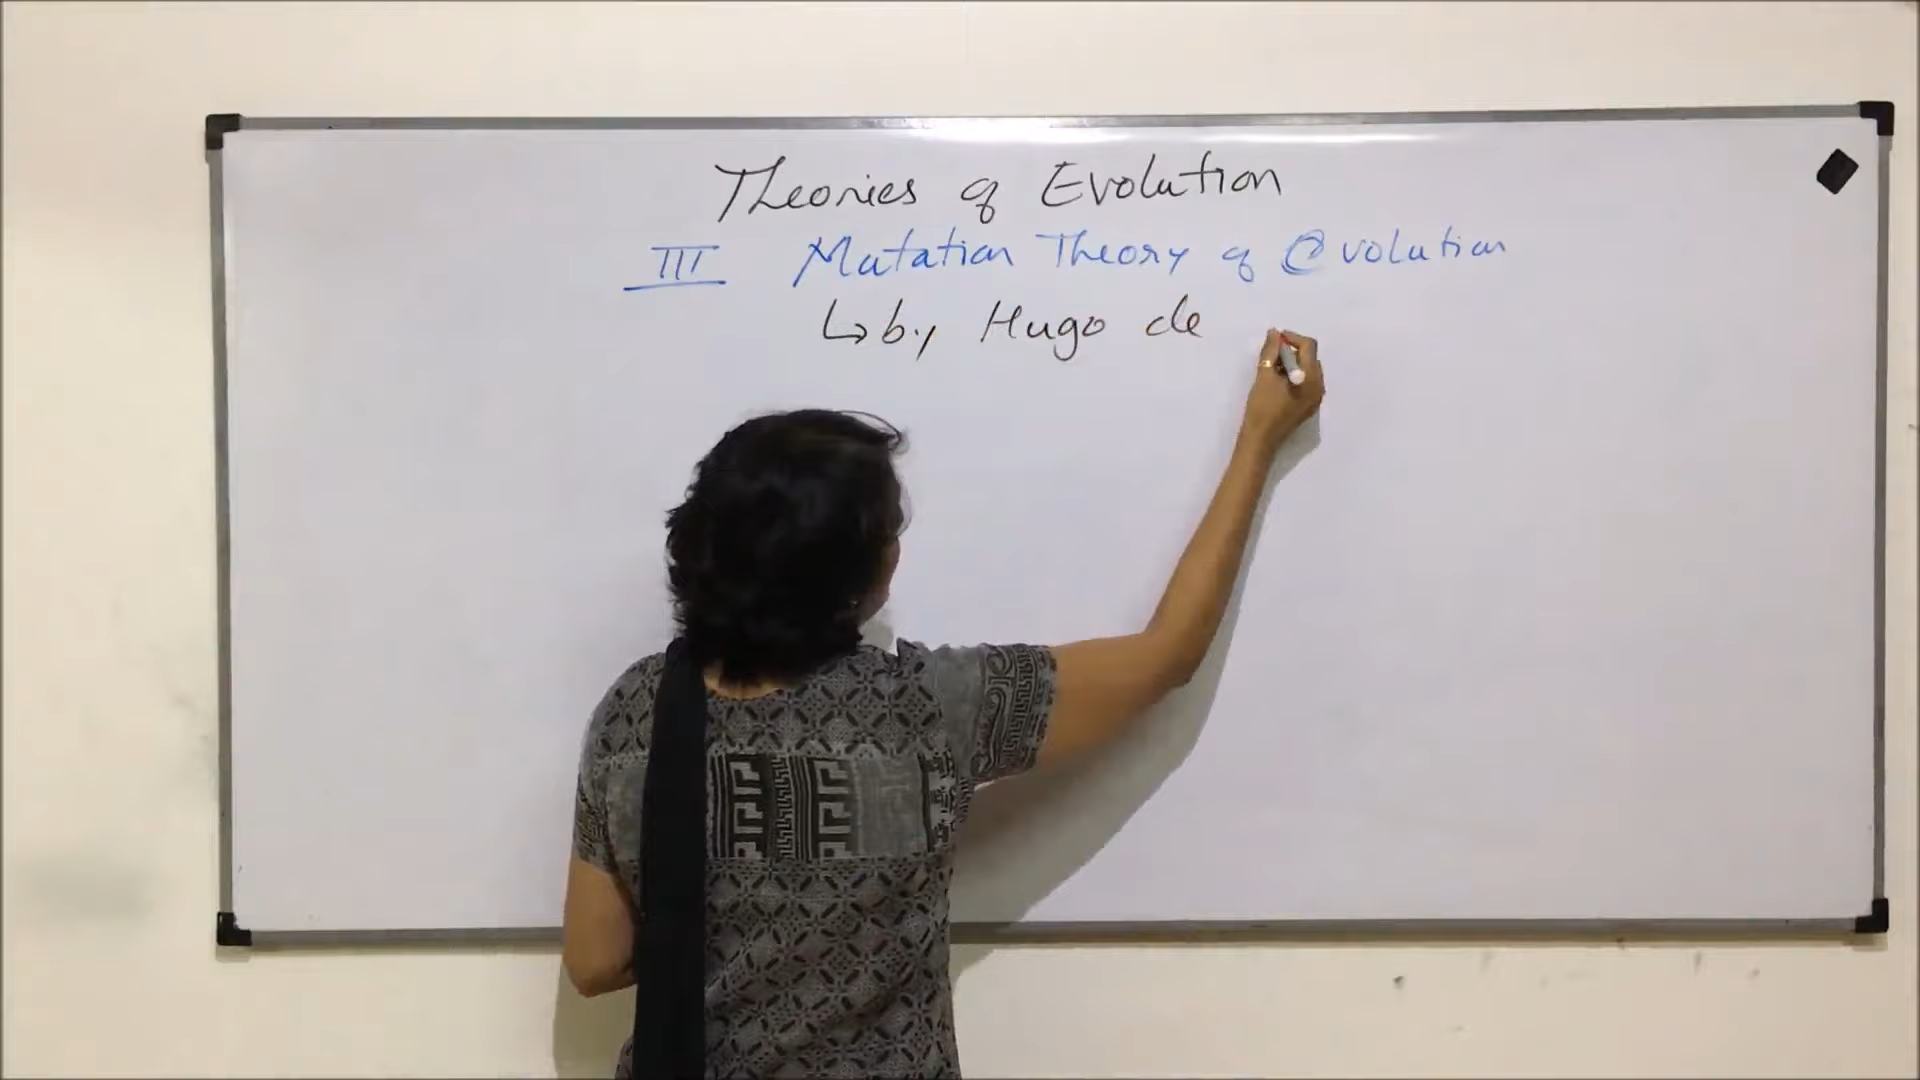 Theories of Evolution
III Mutation Theory of Evolution
↳ by Hugo de